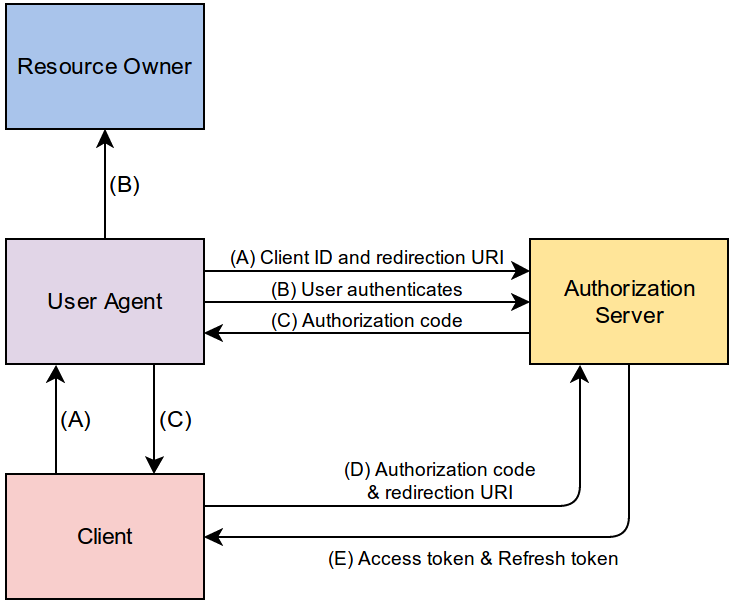 Resource Owner
(B)
(A) Client ID and redirection URI
User Agent
(B) User authenticates
(C) Authorization code
Authorization
Server
(A)
(C)
(D) Authorization code
& redirection URI
Client
(E) Access token & Refresh token